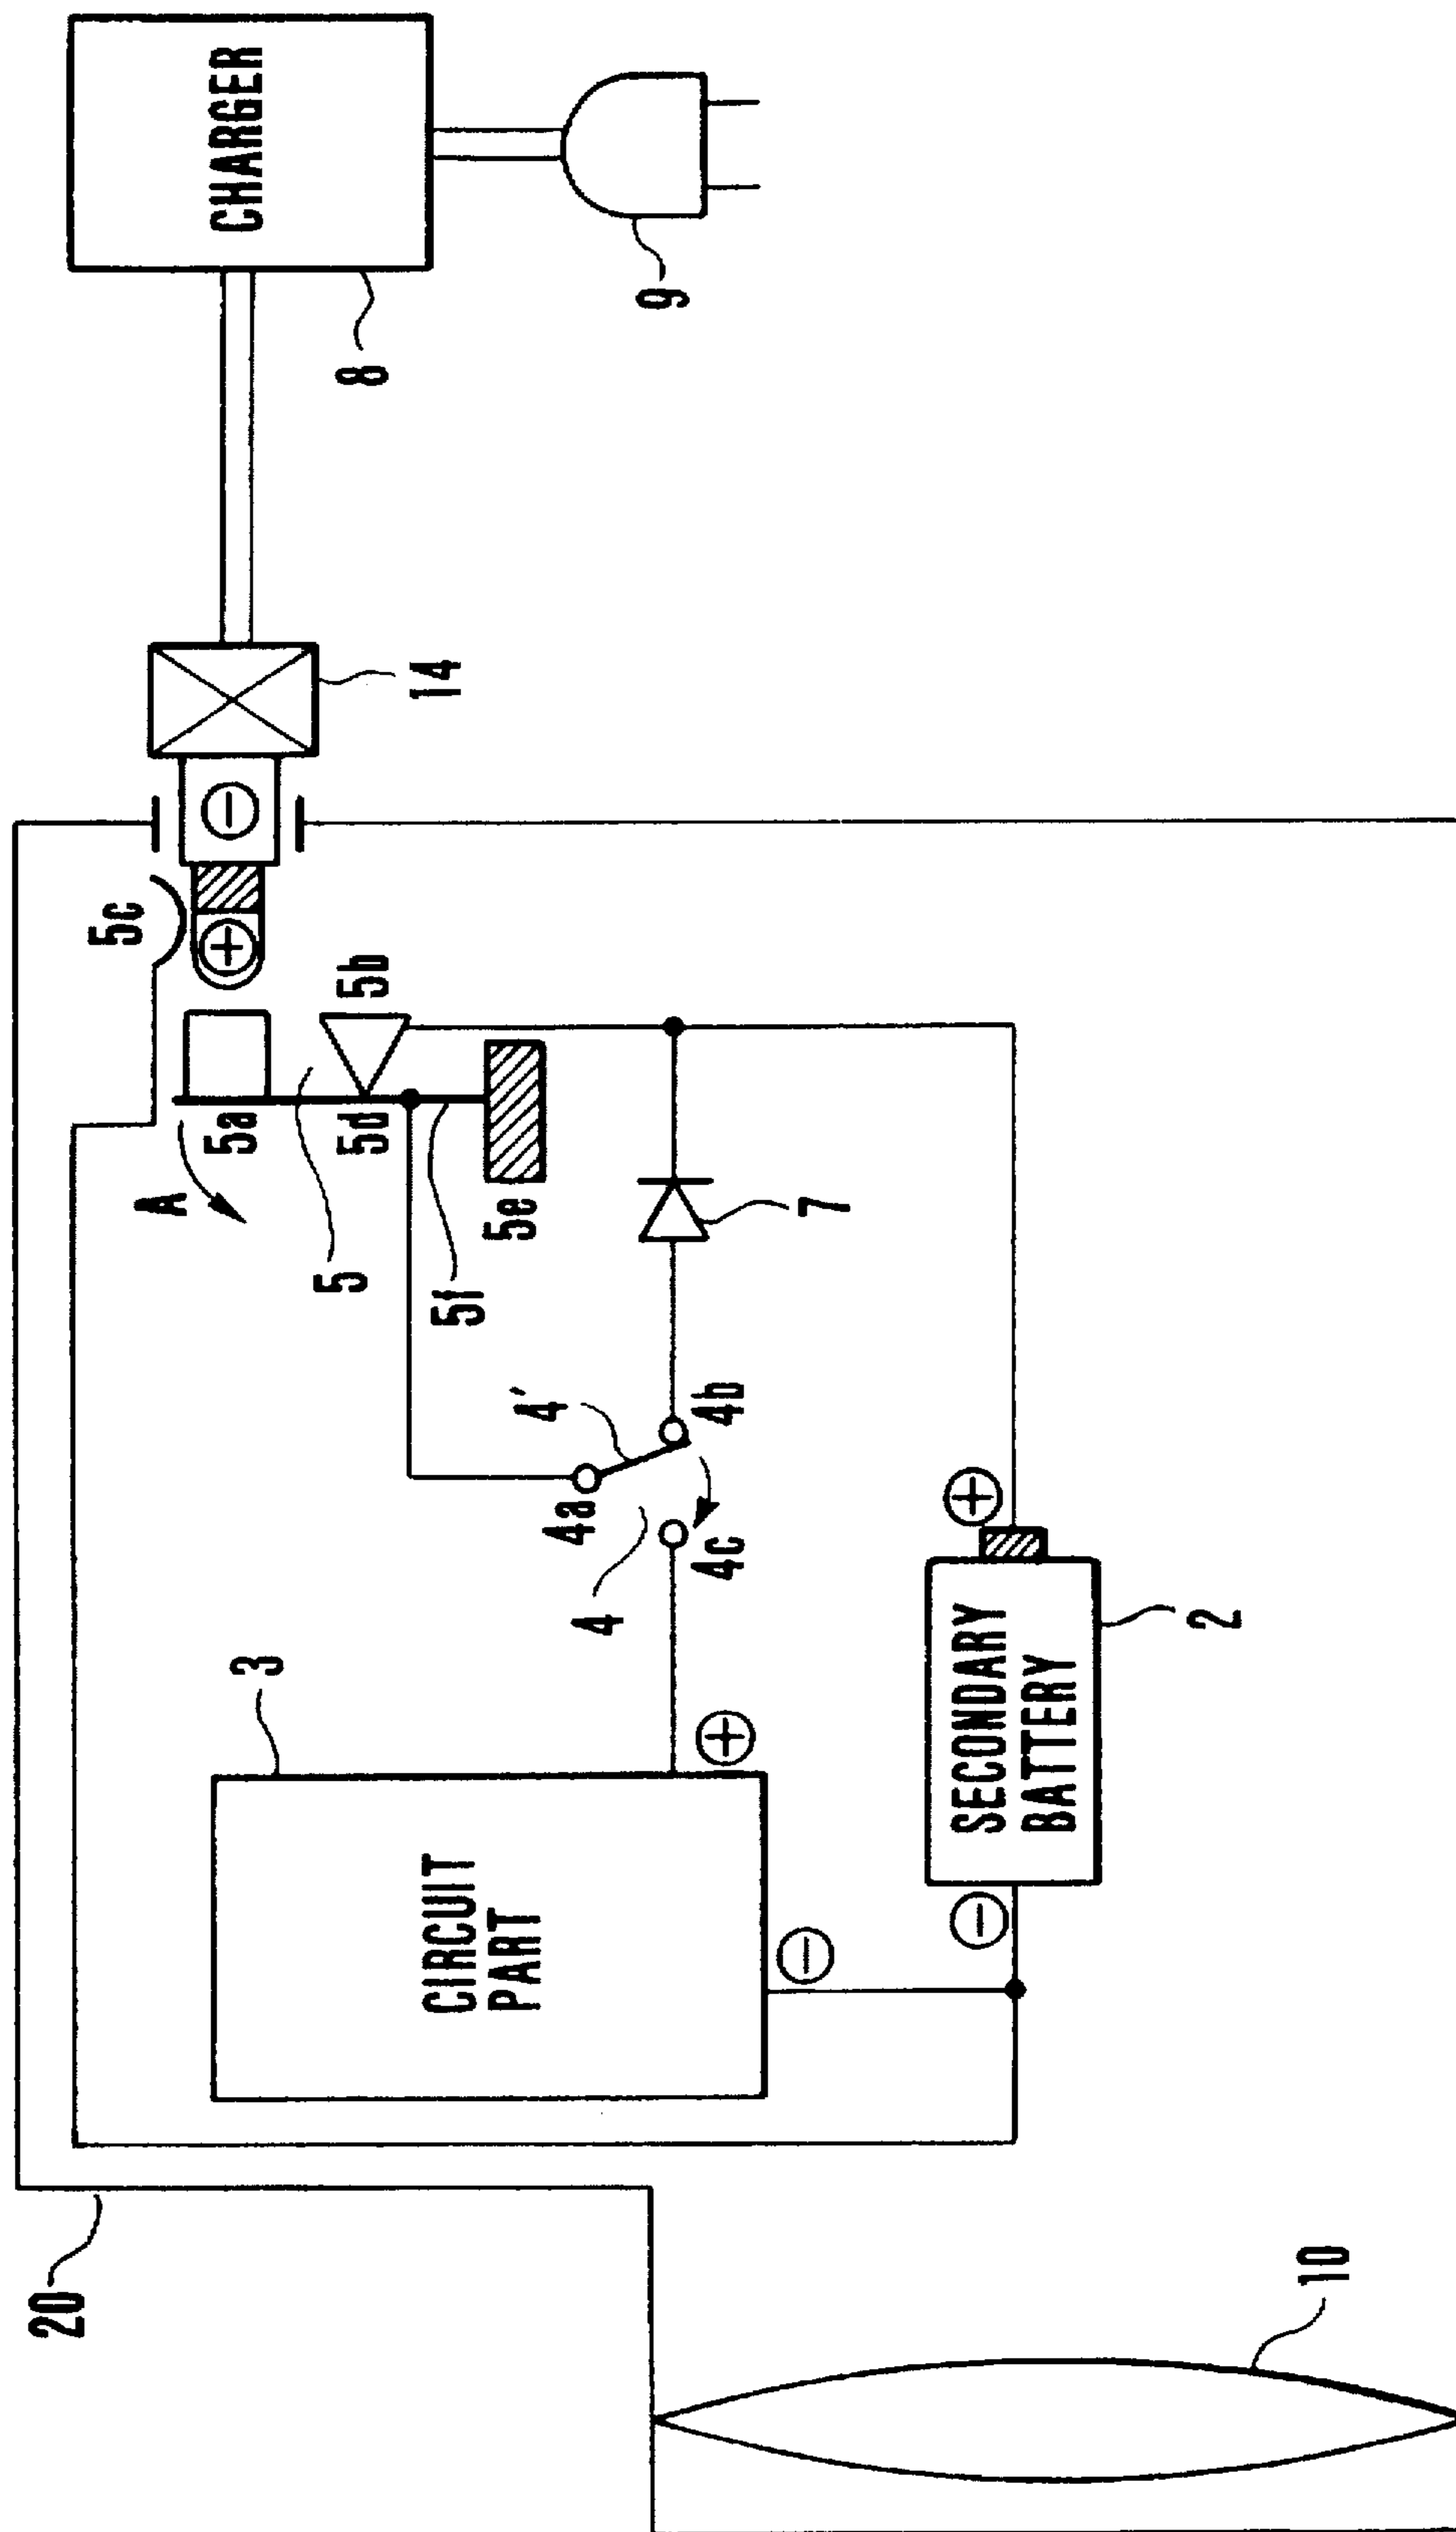 CHARGER
8
9
14
5c
5a
5b
5d
5e
5f
5
A
7
4'
4a
4b
4c
4
3
CIRCUIT
PART
SECONDARY
BATTERY
2
20
10